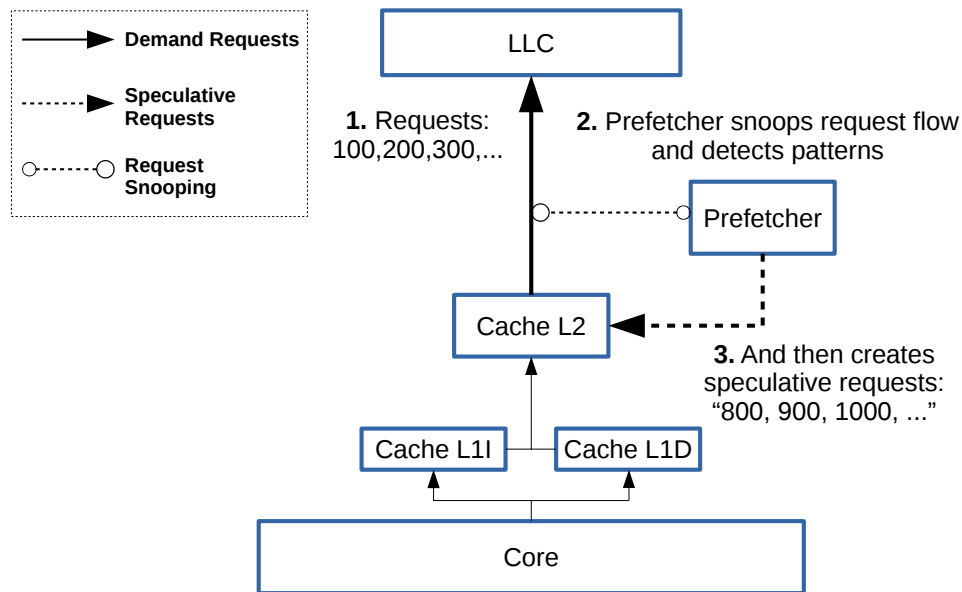 Demand Requests
Speculative
Requests
Request
Snooping
LLC
1. Requests:
100,200,300,...
2. Prefetcher snoops request flow
and detects patterns
Prefetcher
Cache L2
3. And then creates
speculative requests:
“800, 900, 1000, ...”
Cache L1I
Cache L1D
Core